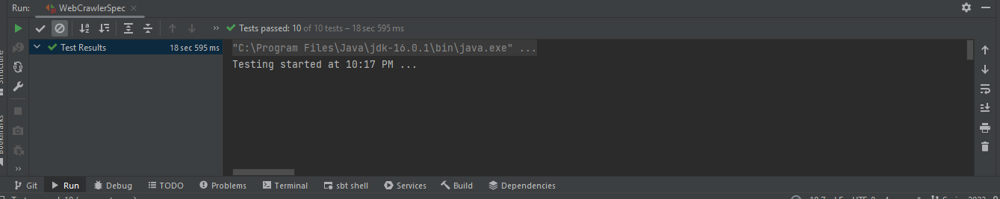 Run: WebCrawlerSpec
Tests passed: 10 of 10 tests – 18 sec 595 ms
Test Results 18 sec 595 ms
"C:\Program Files\Java\jdk-16.0.1\bin\java.exe" ...
Testing started at 10:17 PM ...
Structure
Bookmarks
Git Run Debug TODO Problems Terminal sbt shell Services Build Dependencies